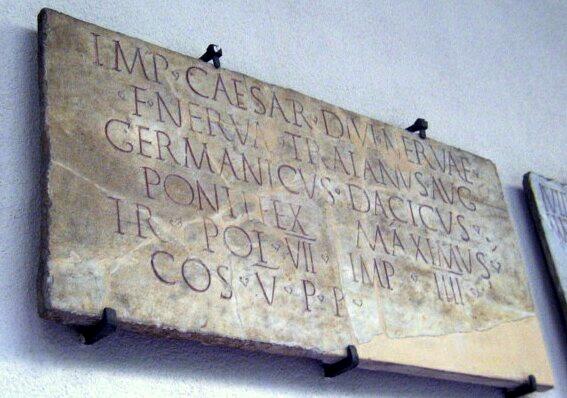 IMP · CAESAR · DIVI · NERVAE ·
· F · NERVA TRAIANVS · AVG
GERMANICVS · DACICVS ·
PONTIFEX MAXIMVS
TR · POT · VII · IMP · IIII ·
COS · V · P · P ·